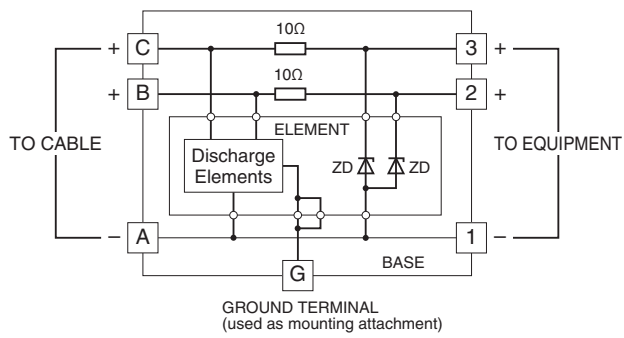 10Ω
+ C 3 +
10Ω
+ B 2 +
ELEMENT
TO CABLE
Discharge
Elements
ZD ZD
TO EQUIPMENT
− A 1 −
G
BASE
GROUND TERMINAL
(used as mounting attachment)